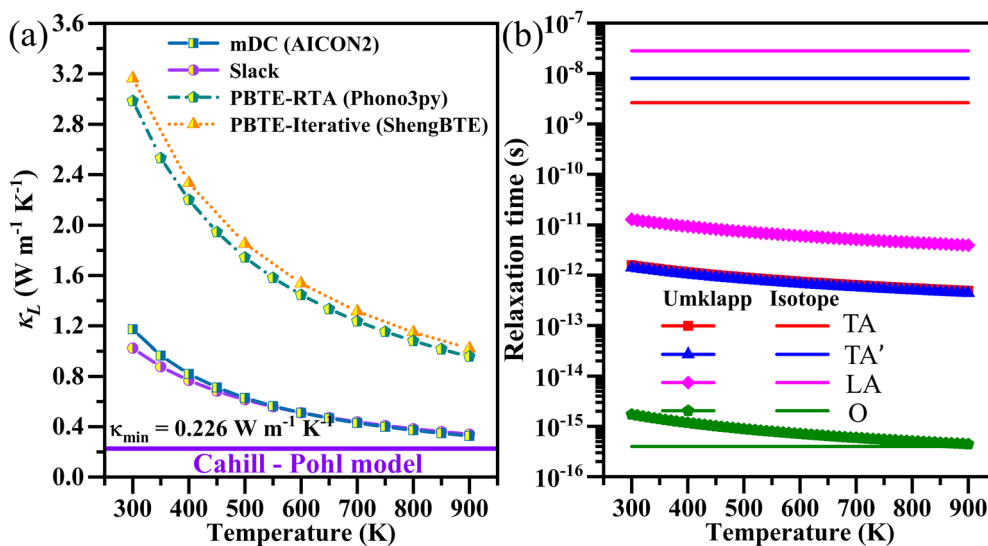 (a)
3.6
3.2
2.8
2.4
2.0
1.6
1.2
0.8
0.4
0.0
κL (W m-1 K-1)
mDC (AICON2)
Slack
PBTE-RTA (Phono3py)
PBTE-Iterative (ShengBTE)
κmin = 0.226 W m-1 K-1
Cahill - Pohl model
300 400 500 600 700 800 900
Temperature (K)
(b)
10-7
10-8
10-9
10-10
10-11
10-12
10-13
10-14
10-15
10-16
Relaxation time (s)
Umklapp Isotope
TA
TA’
LA
O
300 400 500 600 700 800 900
Temperature (K)